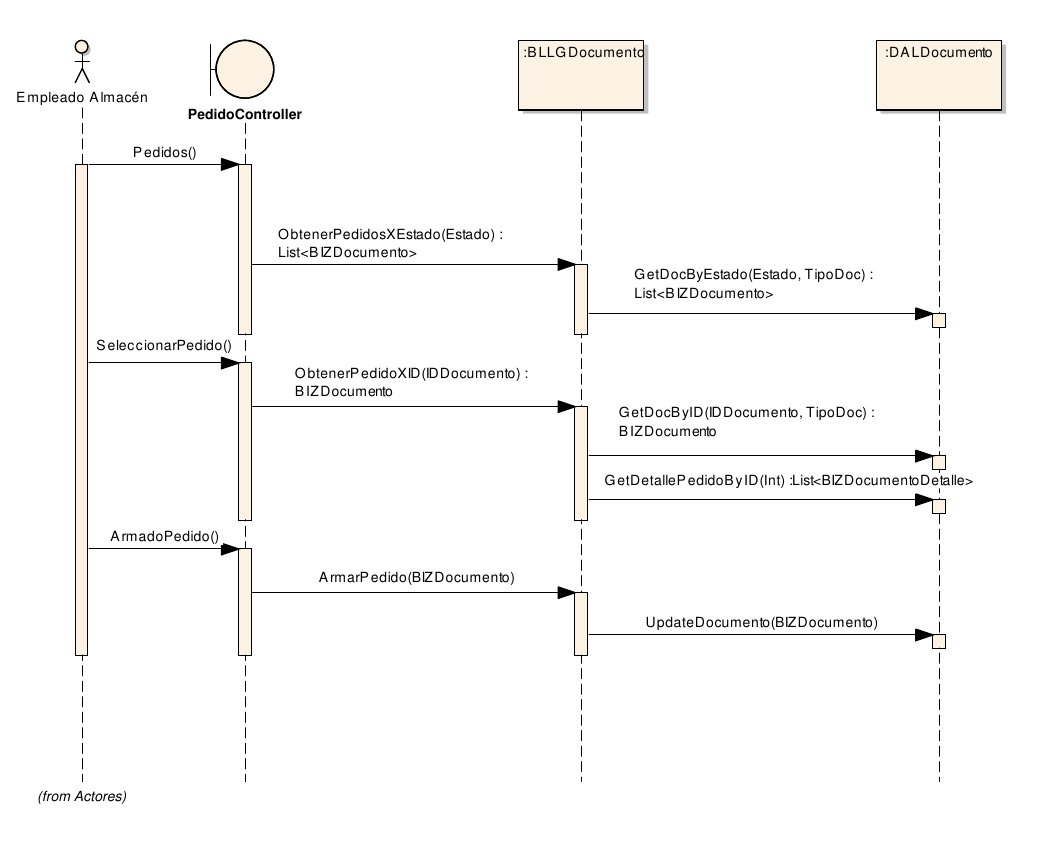 :BLLGDocumento
:DALDocumento
Empleado Almacén
PedidoController
Pedidos()
ObtenerPedidosXEstado(Estado) :
List<BIZDocumento>
GetDocByEstado(Estado, TipoDoc) :
List<BIZDocumento>
SeleccionarPedido()
ObtenerPedidoXID(IDDocumento) :
BIZDocumento
GetDocByID(IDDocumento, TipoDoc) :
BIZDocumento
GetDetallePedidoByID(Int) :List<BIZDocumentoDetalle>
ArmadoPedido()
ArmarPedido(BIZDocumento)
UpdateDocumento(BIZDocumento)
(from Actores)